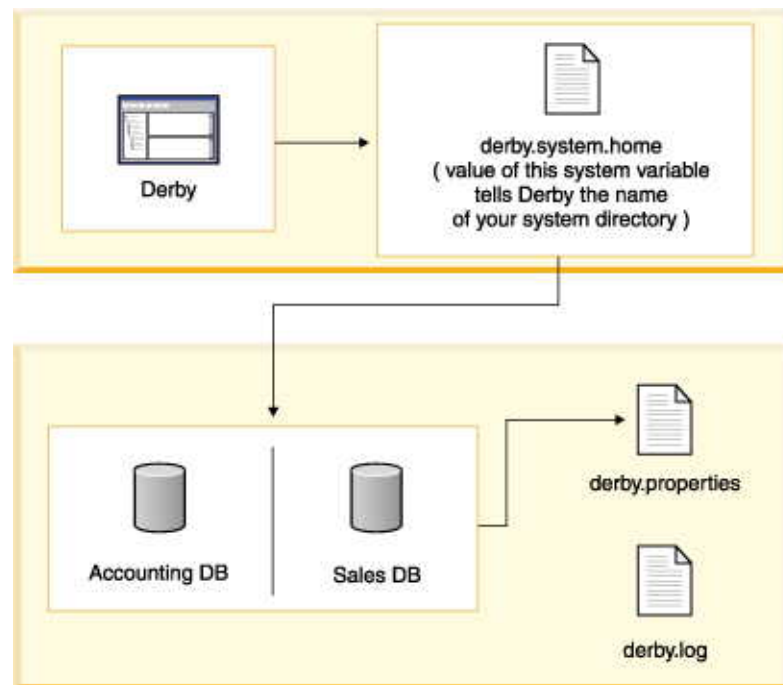 Derby
derby.system.home
( value of this system variable
tells Derby the name
of your system directory )
Accounting DB
Sales DB
derby.properties
derby.log